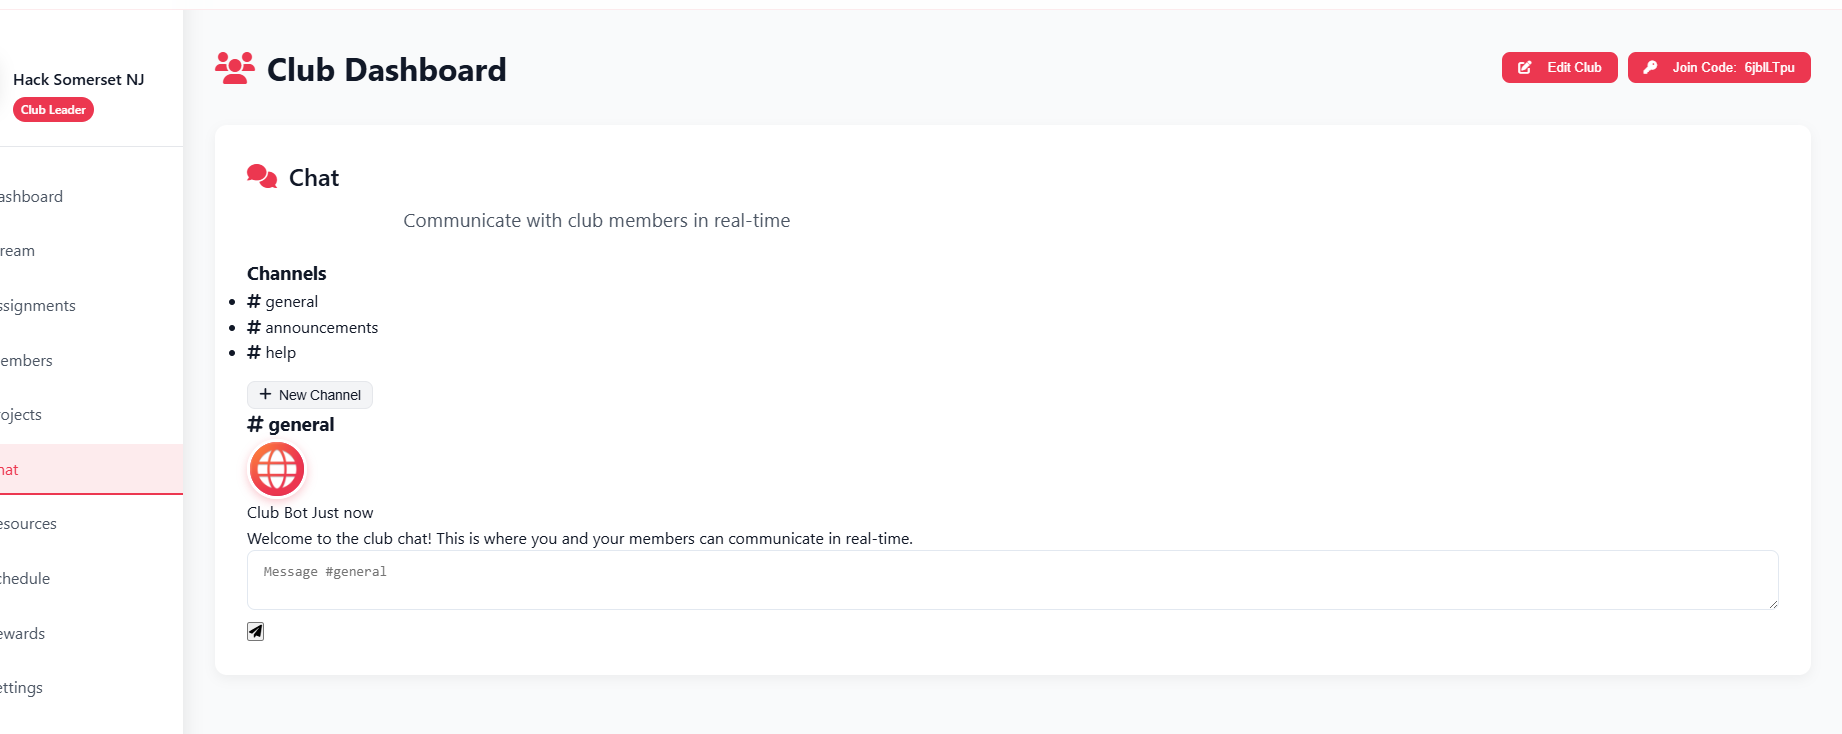 Hack Somerset NJ
Club Leader
ashboard
ream
ssignments
embers
rojects
hat
esources
chedule
ewards
ettings
Club Dashboard
Edit Club
Join Code: 6jblLTpu
Chat
Communicate with club members in real-time
Channels
# general
# announcements
# help
+ New Channel
# general
Club Bot Just now
Welcome to the club chat! This is where you and your members can communicate in real-time.
Message #general